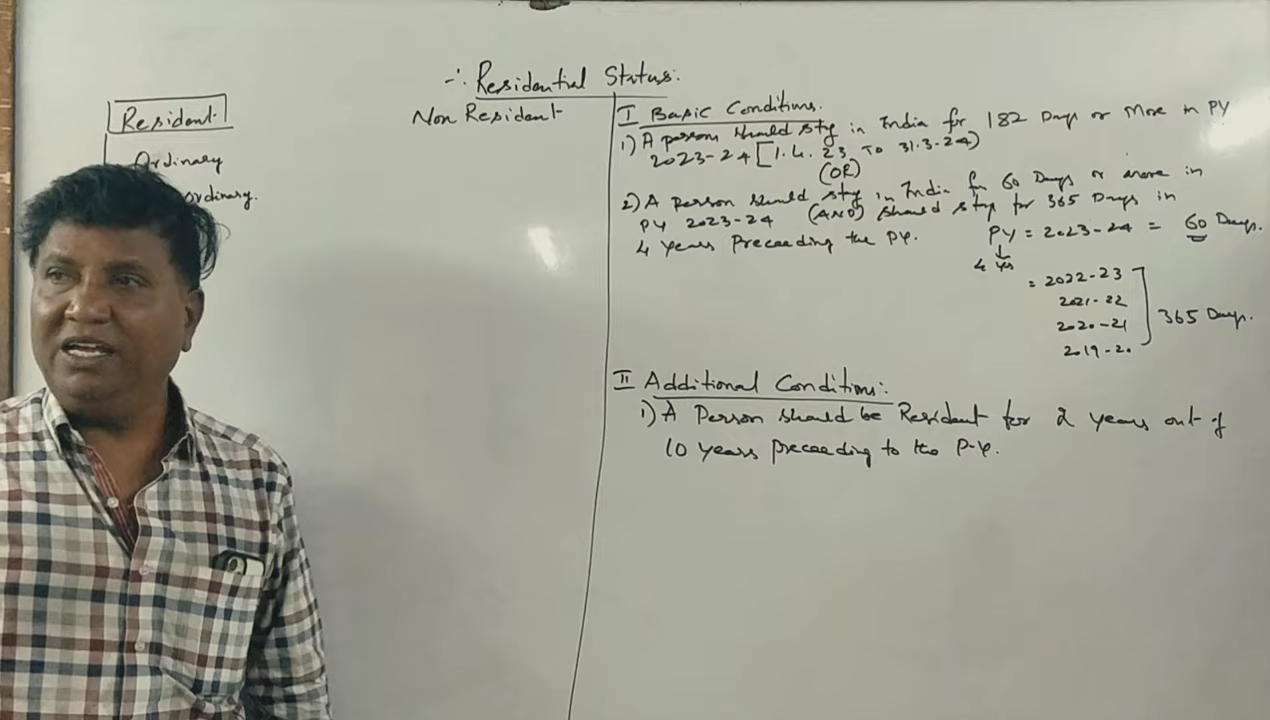 -: Residential Status:
Resident
Ordinary
ordinary.
Non Resident
I Basic Conditions.
1) A person should stay in India for 182 Days or More in PY
2023-24 [1.4.23 To 31.3.24)
(OR)
2) A Person should stay in India for 60 Days or more in
PY 2023-24 (AND) should stay for 365 Days in
4 years Preceeding the PY.
PY = 2023-24 = 60 Days.
4 yrs
= 2022-23
2021-22
2020-21
2019-20
365 Days.
II Additional Conditions:
1) A Person should be Resident for 2 years out of
10 years preceeding to the P.Y.